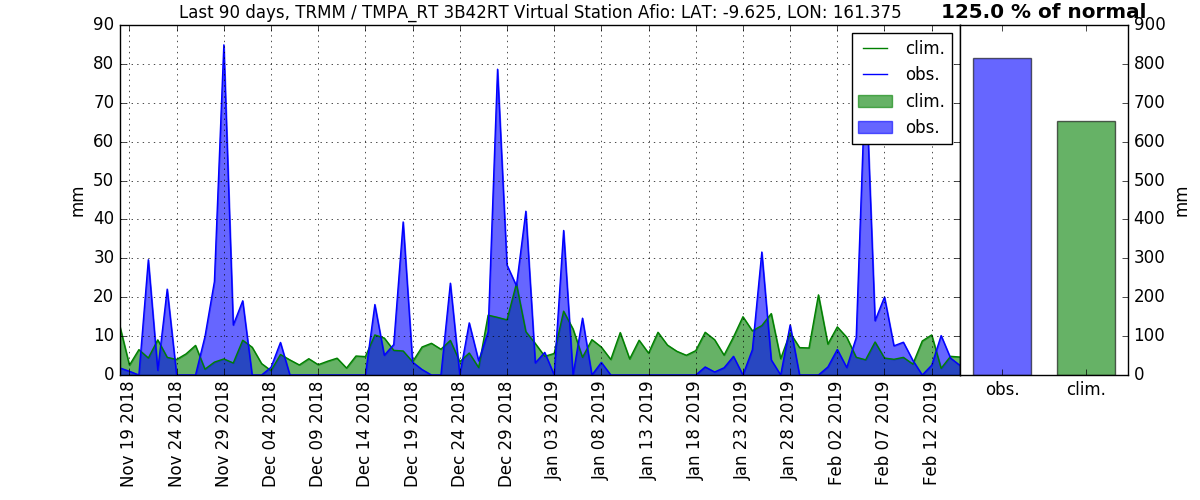 Last 90 days, TRMM / TMPA_RT 3B42RT Virtual Station Afio: LAT: -9.625, LON: 161.375
125.0 % of normal
90
80
70
60
50
40
30
20
10
0
mm
clim.
obs.
clim.
obs.
900
800
700
600
500
400
300
200
100
0
mm
obs.
clim.
Nov 19 2018
Nov 24 2018
Nov 29 2018
Dec 04 2018
Dec 09 2018
Dec 14 2018
Dec 19 2018
Dec 24 2018
Dec 29 2018
Jan 03 2019
Jan 08 2019
Jan 13 2019
Jan 18 2019
Jan 23 2019
Jan 28 2019
Feb 02 2019
Feb 07 2019
Feb 12 2019